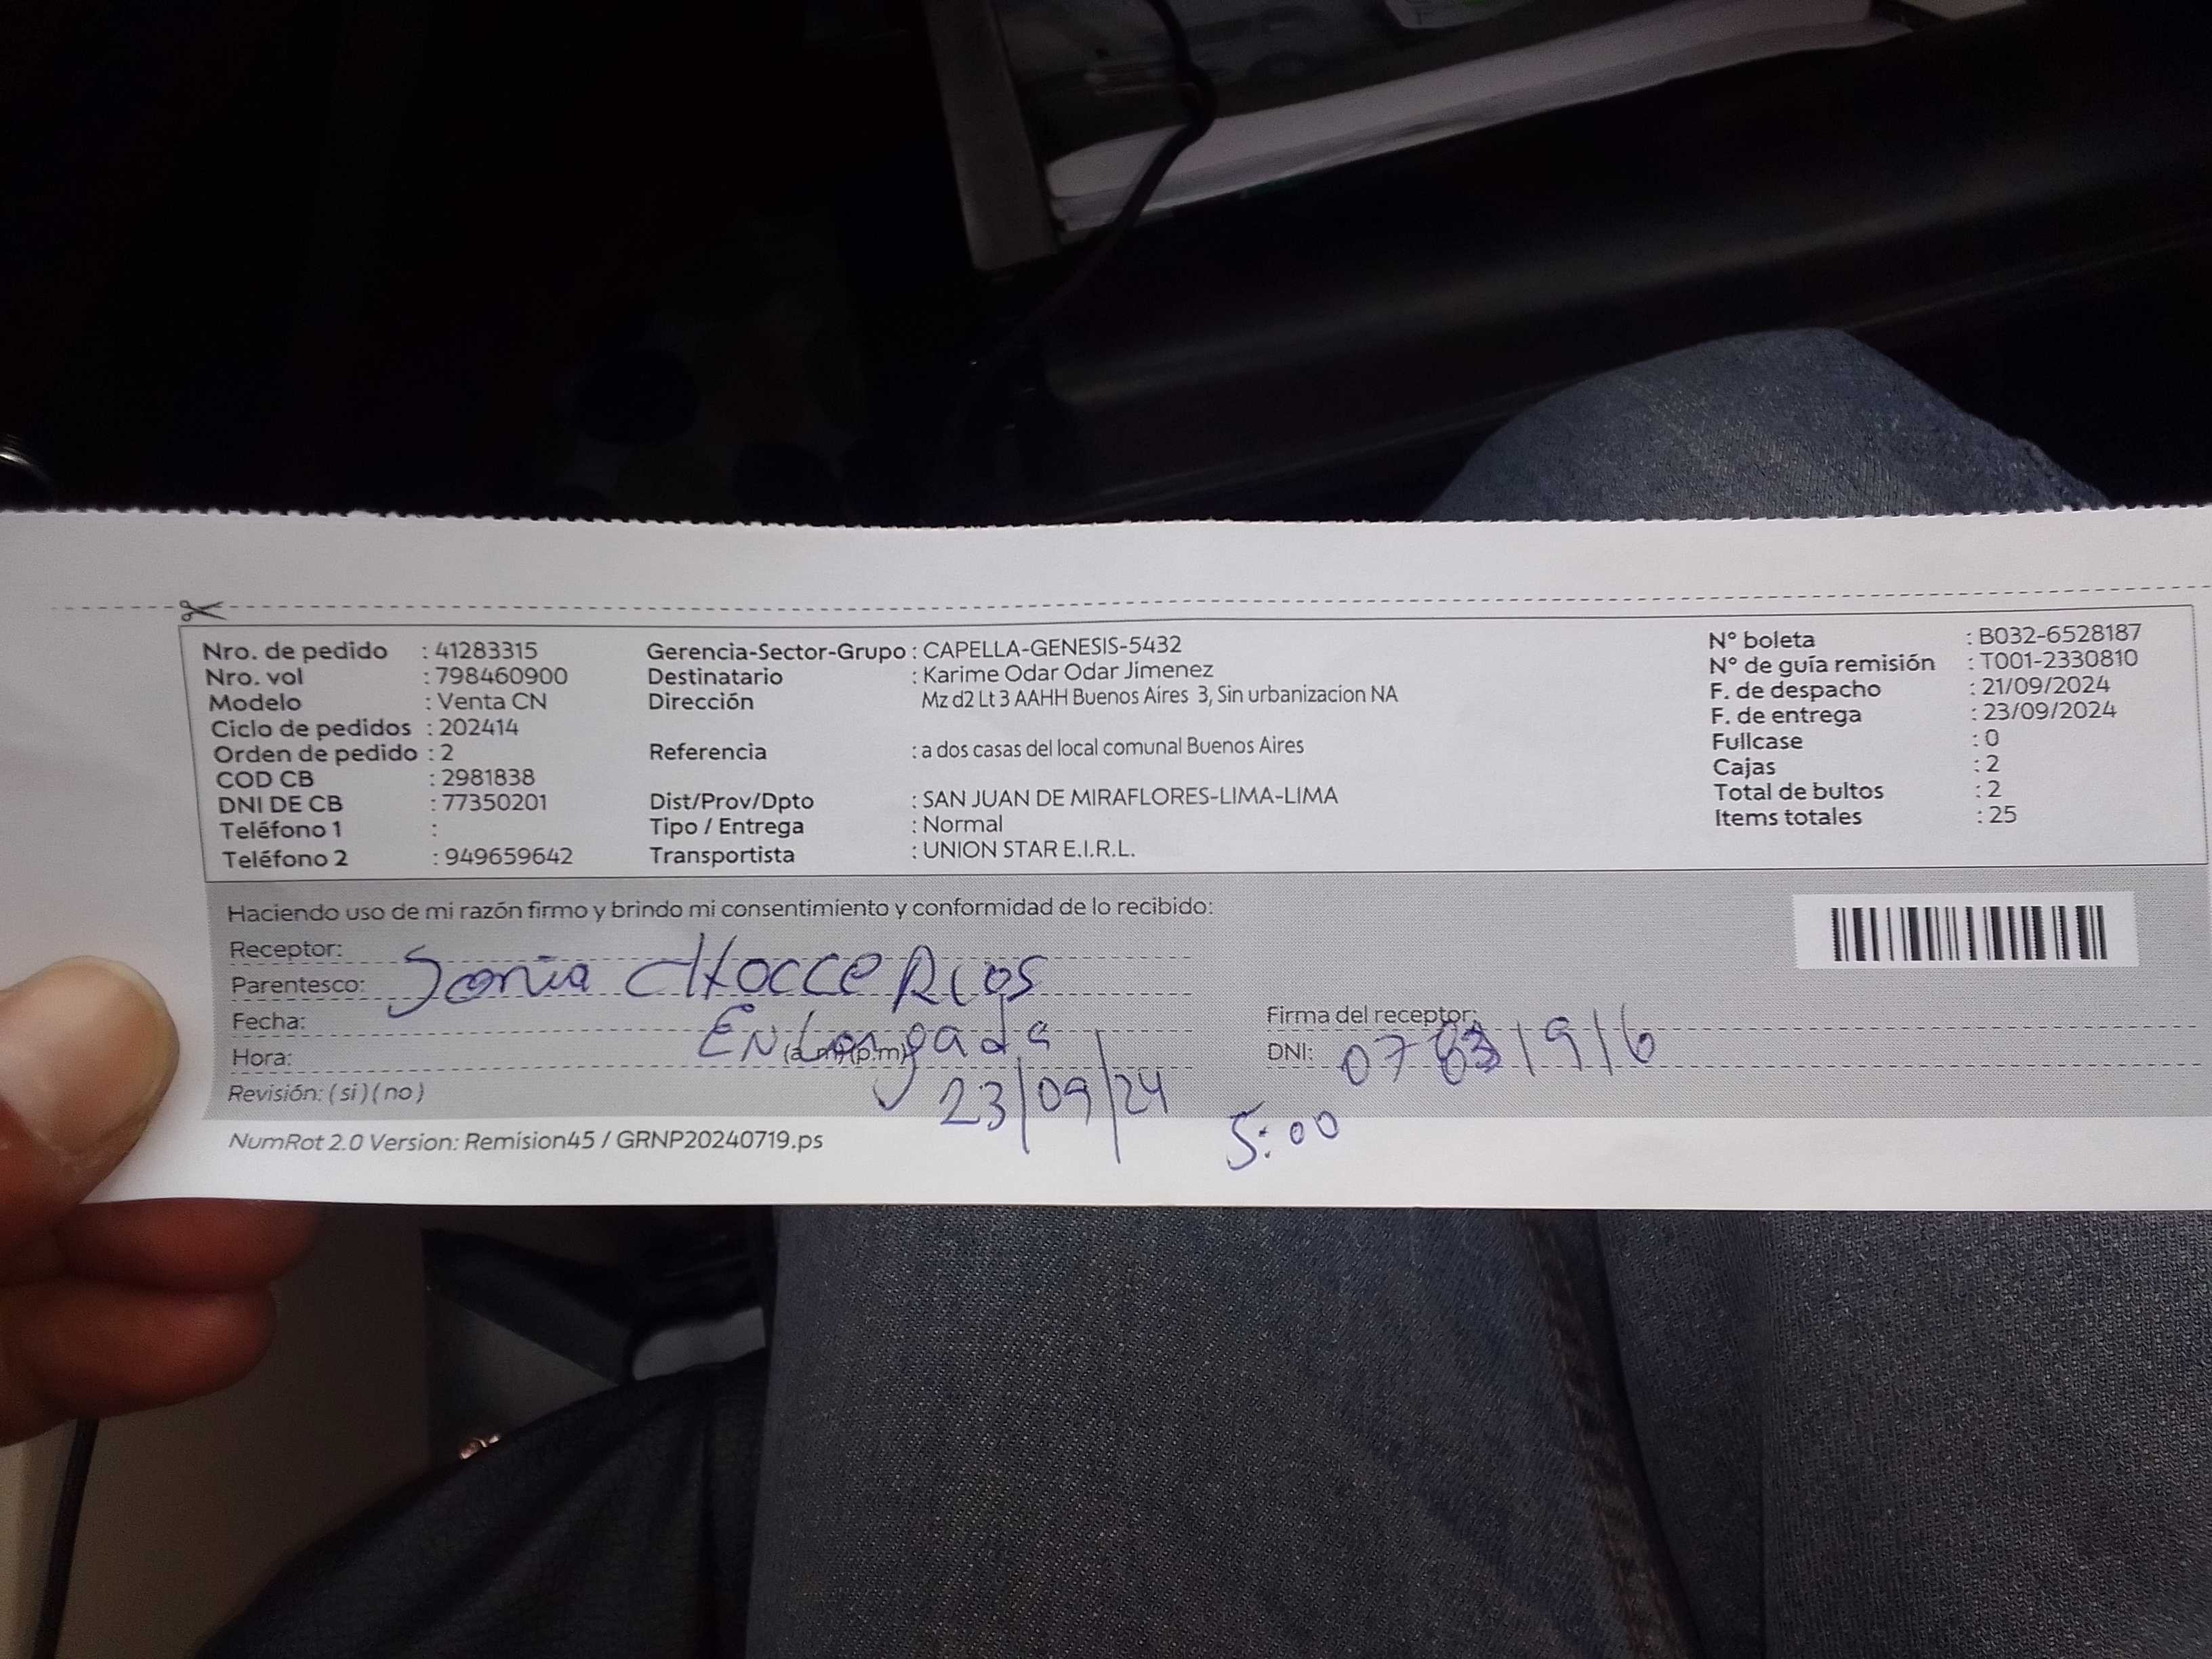 Nro. de pedido : 41283315
Nro. vol : 798460900
Modelo : Venta CN
Ciclo de pedidos : 202414
Orden de pedido : 2
COD CB : 2981838
DNI DE CB : 77350201
Teléfono 1 :
Teléfono 2 : 949659642
Gerencia-Sector-Grupo : CAPELLA-GENESIS-5432
Destinatario : Karime Odar Odar Jimenez
Dirección Mz d2 Lt 3 AAHH Buenos Aires 3, Sin urbanizacion NA
Referencia : a dos casas del local comunal Buenos Aires
Dist/Prov/Dpto : SAN JUAN DE MIRAFLORES-LIMA-LIMA
Tipo / Entrega : Normal
Transportista : UNION STAR E.I.R.L.
N° boleta : B032-6528187
N° de guía remisión : T001-2330810
F. de despacho : 21/09/2024
F. de entrega : 23/09/2024
Fullcase : 0
Cajas : 2
Total de bultos : 2
Items totales : 25
Haciendo uso de mi razón firmo y brindo mi consentimiento y conformidad de lo recibido:
Receptor:
Parentesco: Sonia CHocce Rios
Fecha:
Hora: (a.m)(p.m)
23/09/24
5:00
Revisión: (si) (no)
Firma del receptor:
DNI:
NumRot 2.0 Version: Remision45 / GRNP20240719.ps